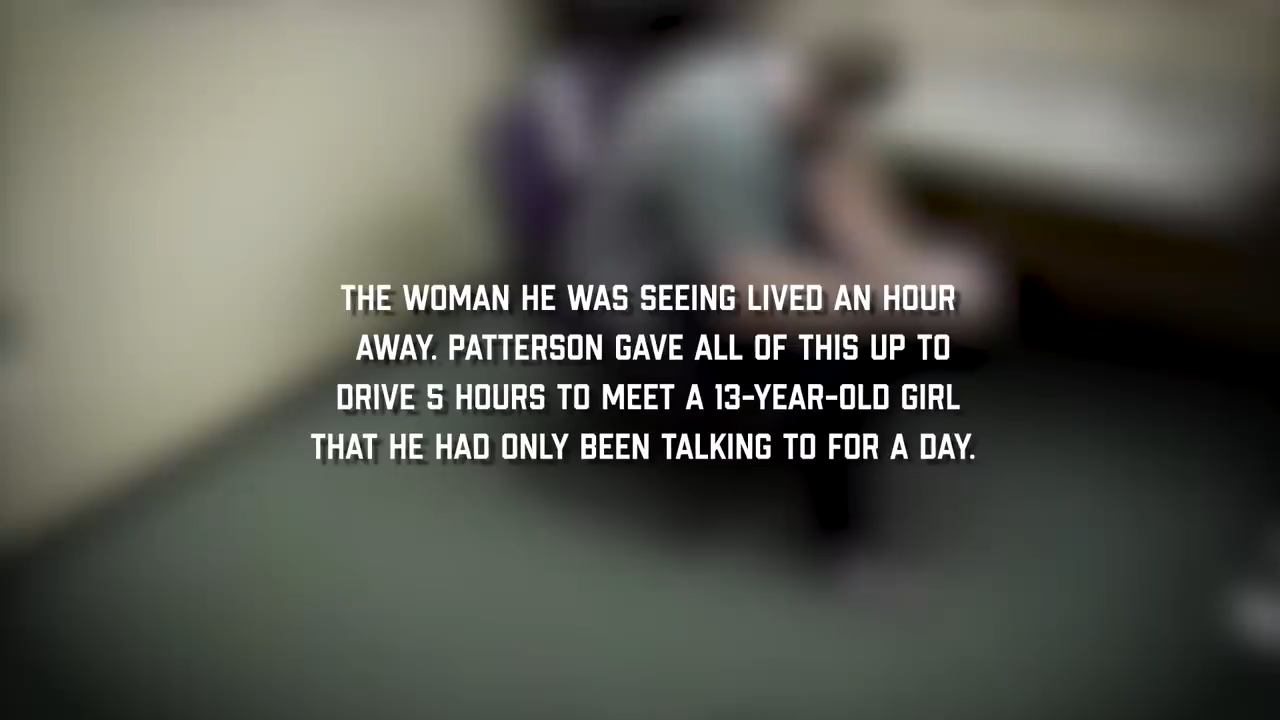 THE WOMAN HE WAS SEEING LIVED AN HOUR
AWAY. PATTERSON GAVE ALL OF THIS UP TO
DRIVE 5 HOURS TO MEET A 13-YEAR-OLD GIRL
THAT HE HAD ONLY BEEN TALKING TO FOR A DAY.